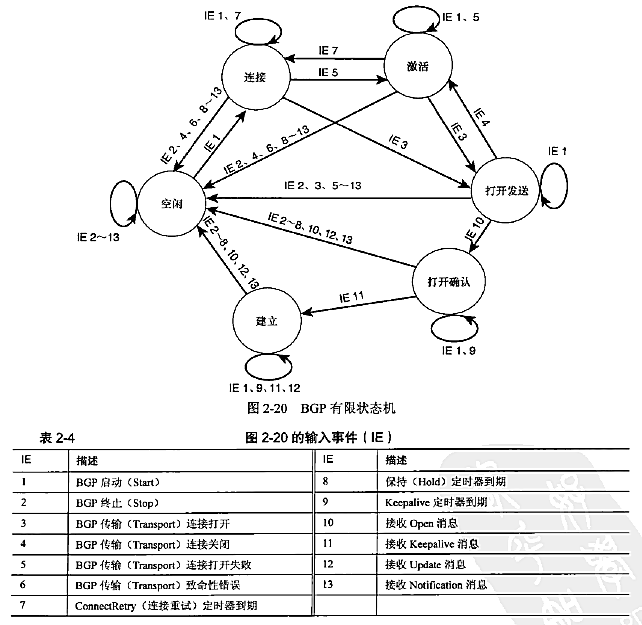 IE 1、7
IE 1、5
IE 7
连接
IE 5
激活
IE 2、4、6、8～13
IE 1
IE 2、4、6、8～13
IE 3
IE 3
IE 4
IE 1
空闲
IE 2、3、5～13
打开发送
IE 2～13
IE 2～8、10、12、13
IE 10
IE 2～8、10、12、13
打开确认
IE 11
建立
IE 1、9
IE 1、9、11、12
图 2-20 BGP 有限状态机
表 2-4 图 2-20 的输入事件（IE）
IE 描述 IE 描述
1 BGP 启动（Start） 8 保持（Hold）定时器到期
2 BGP 终止（Stop） 9 Keepalive 定时器到期
3 BGP 传输（Transport）连接打开 10 接收 Open 消息
4 BGP 传输（Transport）连接关闭 11 接收 Keepalive 消息
5 BGP 传输（Transport）连接打开失败 12 接收 Update 消息
6 BGP 传输（Transport）致命性错误 13 接收 Notification 消息
7 ConnectRetry（连接重试）定时器到期